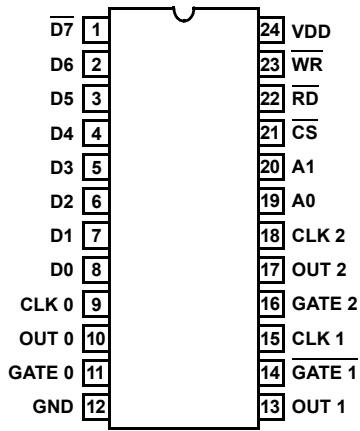 D7 1 24 VDD
D6 2 23 WR
D5 3 22 RD
D4 4 21 CS
D3 5 20 A1
D2 6 19 A0
D1 7 18 CLK 2
D0 8 17 OUT 2
CLK 0 9 16 GATE 2
OUT 0 10 15 CLK 1
GATE 0 11 14 GATE 1
GND 12 13 OUT 1